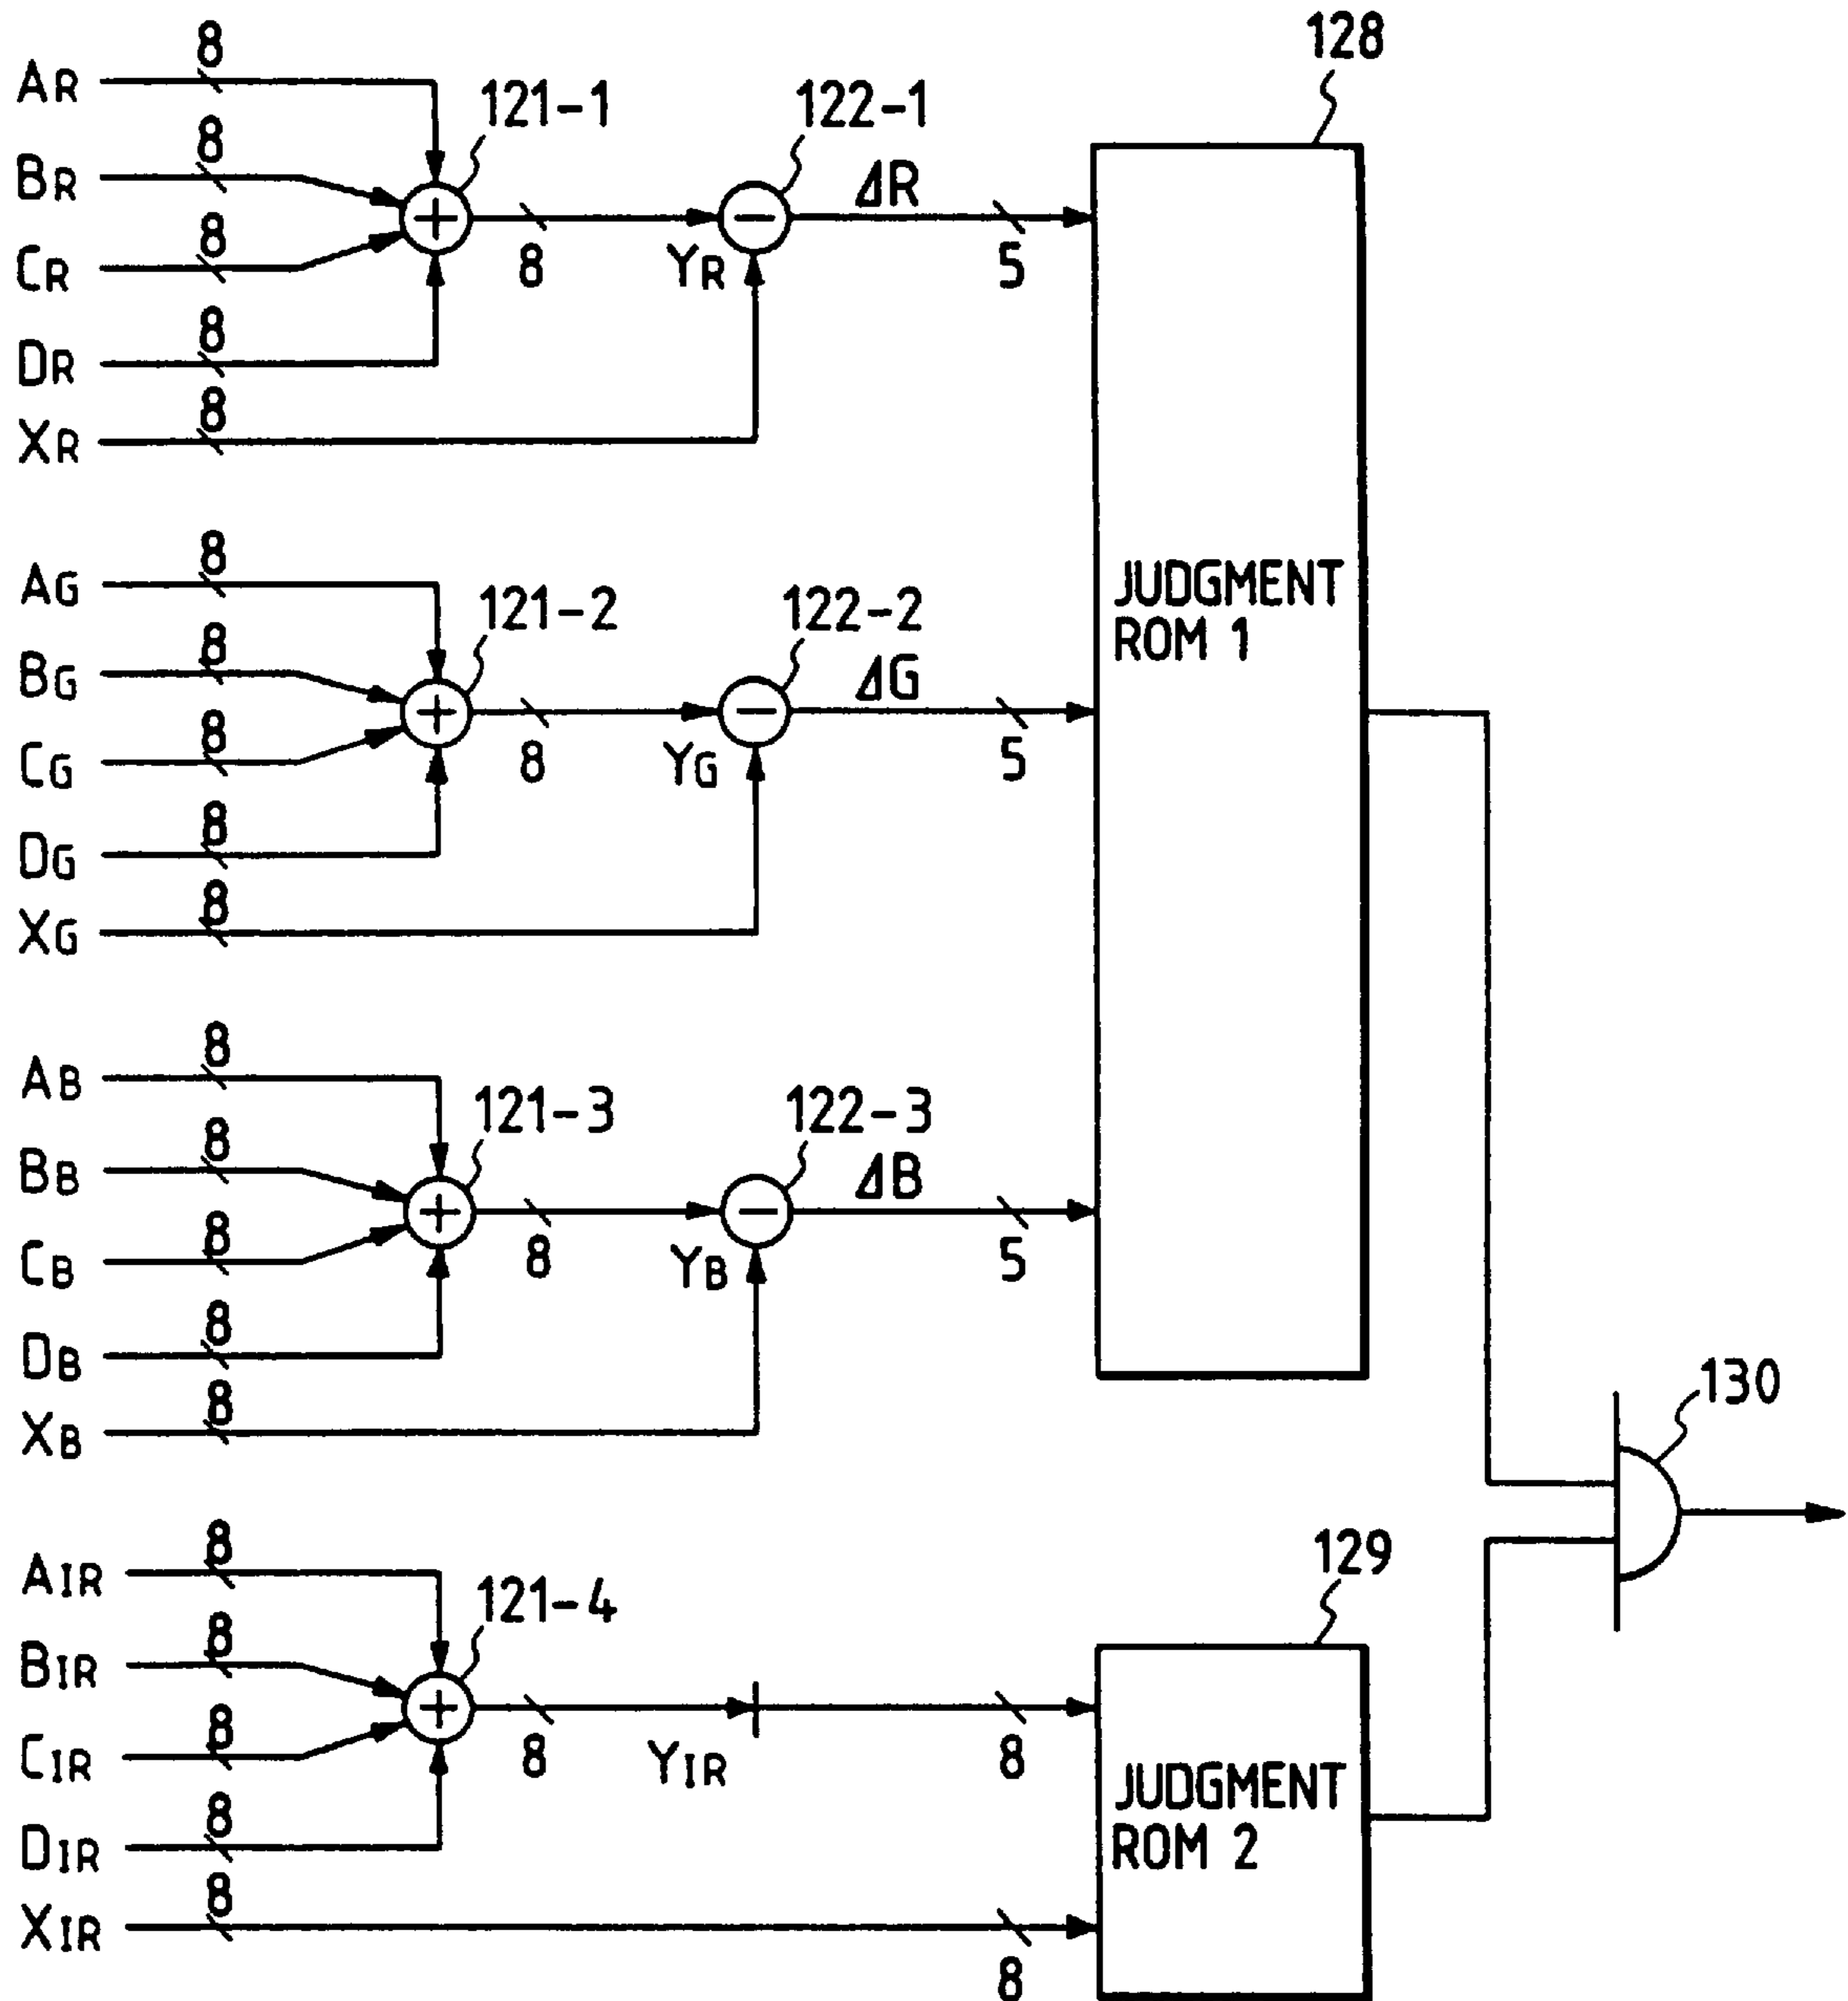 128
8
AR
121-1
122-1
8
BR
ΔR
8
CR
8
YR
5
8
DR
8
XR
8
AG
121-2
122-2
JUDGMENT
ROM 1
8
BG
ΔG
8
CG
8
YG
5
8
DG
8
XG
8
AB
121-3
122-3
8
BB
ΔB
8
CB
8
YB
5
8
DB
8
XB
130
8
AIR
121-4
129
8
BIR
8
CIR
8
YIR
8
JUDGMENT
ROM 2
8
DIR
8
XIR
8